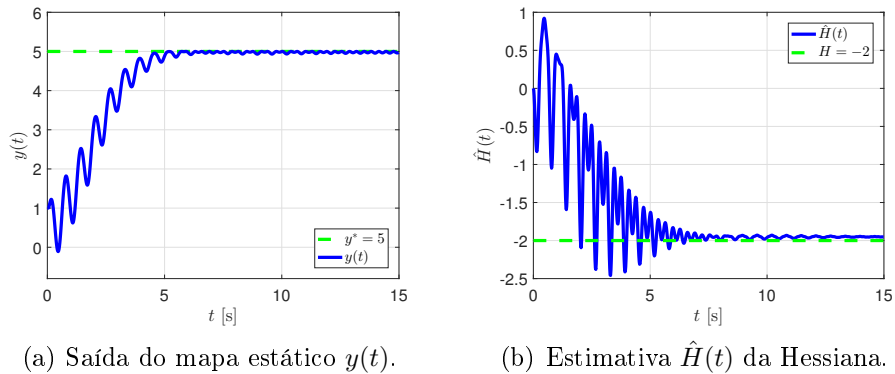 6
5
4
3
2
1
0
y(t)
0
5
10
15
t [s]
y* = 5
y(t)
(a) Saída do mapa estático y(t).
1
0.5
0
-0.5
-1
-1.5
-2
-2.5
Ĥ(t)
0
5
10
15
t [s]
Ĥ(t)
H = −2
(b) Estimativa Ĥ(t) da Hessiana.